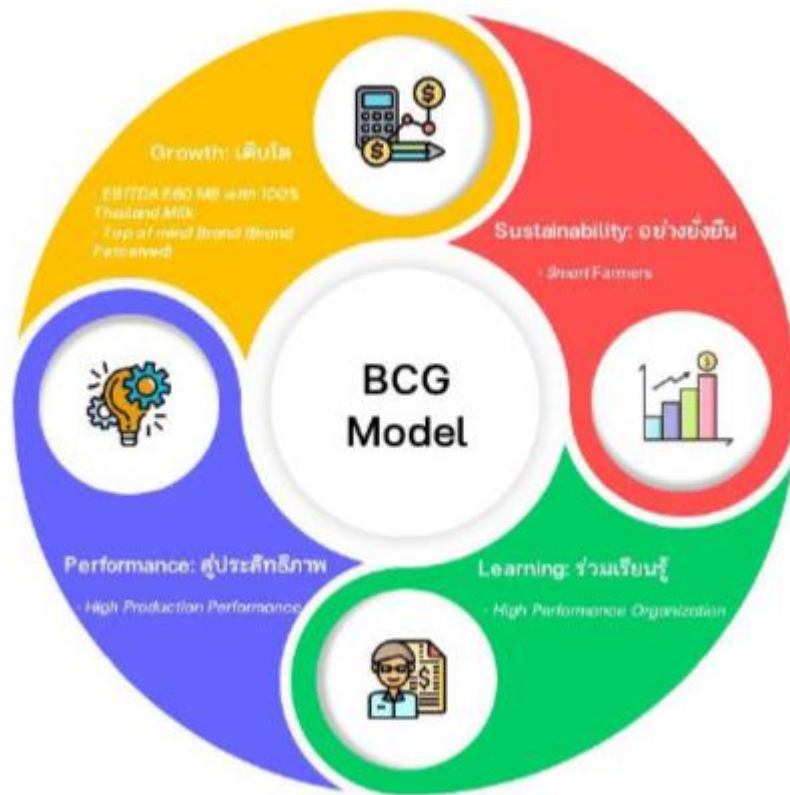 Growth: เติบโต
- EBITDA 860 MB with 100%
Thailand Milk
- Top of mind Brand (Brand
Perceived)
Sustainability: อย่างยั่งยืน
- Smart Farmers
BCG
Model
Performance: สู่ประสิทธิภาพ
- High Production Performance
Learning: ร่วมเรียนรู้
- High Performance Organization